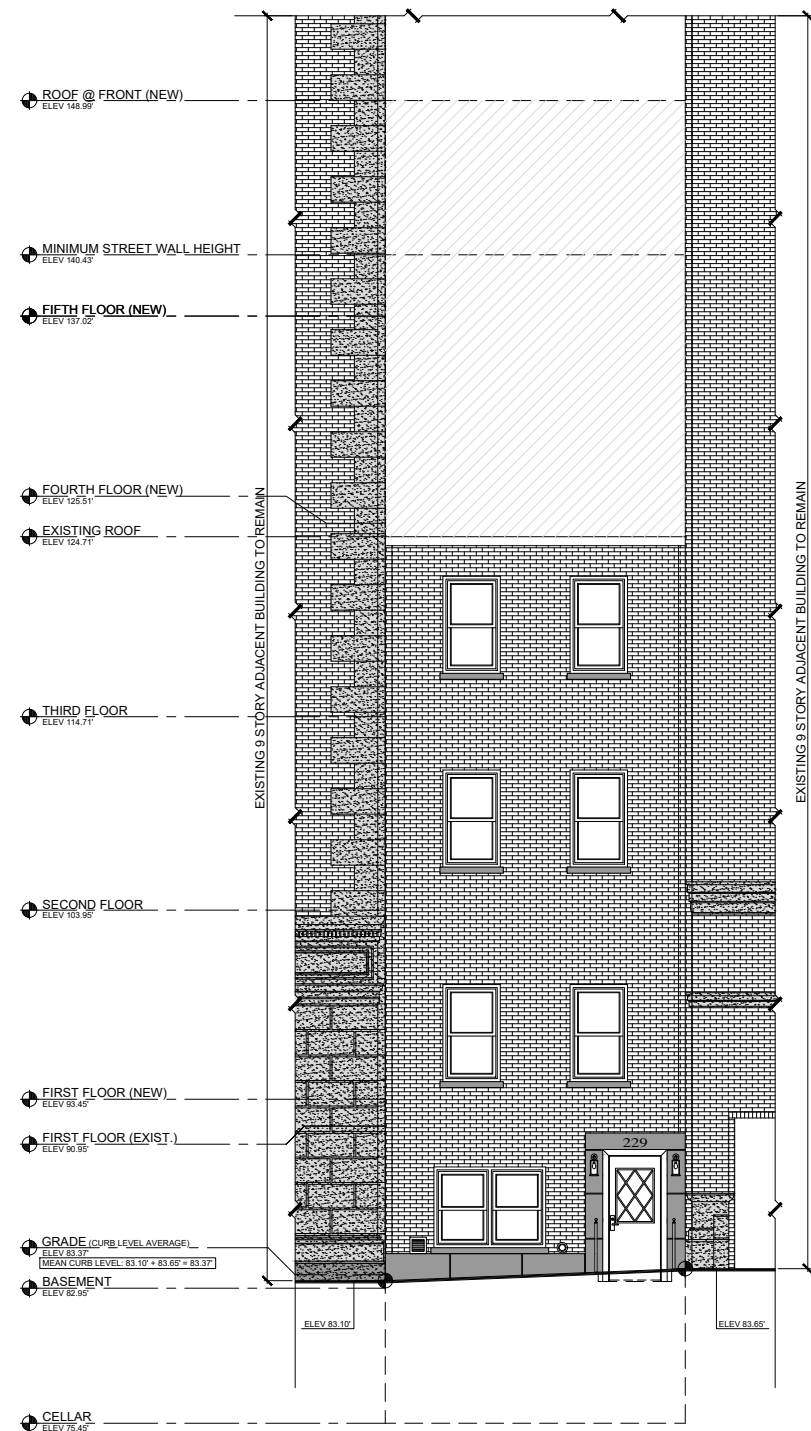 ROOF @ FRONT (NEW)
ELEV 148.99'
MINIMUM STREET WALL HEIGHT
ELEV 140.43'
FIFTH FLOOR (NEW)
ELEV 137.02'
FOURTH FLOOR (NEW)
ELEV 125.51'
EXISTING ROOF
ELEV 124.71'
THIRD FLOOR
ELEV 114.71'
SECOND FLOOR
ELEV 103.95'
FIRST FLOOR (NEW)
ELEV 93.45'
FIRST FLOOR (EXIST.)
ELEV 90.95'
GRADE (CURB LEVEL AVERAGE)
ELEV 83.37'
MEAN CURB LEVEL: 83.10' + 83.65' = 83.37'
BASEMENT
ELEV 82.95'
CELLAR
ELEV 75.45'
EXISTING 9 STORY ADJACENT BUILDING TO REMAIN
229
ELEV 83.10'
ELEV 83.65'
EXISTING 9 STORY ADJACENT BUILDING TO REMAIN